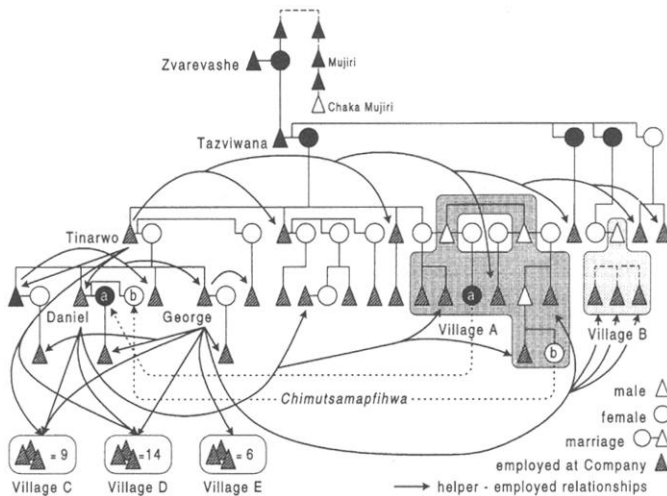 Zvarevashe
Mujiri
Chaka Mujiri
Tazviwana
Tinarwo
a
b
Daniel
George
Village A
b
Village B
Chimutsamapfihwa
male
female
marriage
employed at Company
helper - employed relationships
= 9
=14
= 6
Village C
Village D
Village E